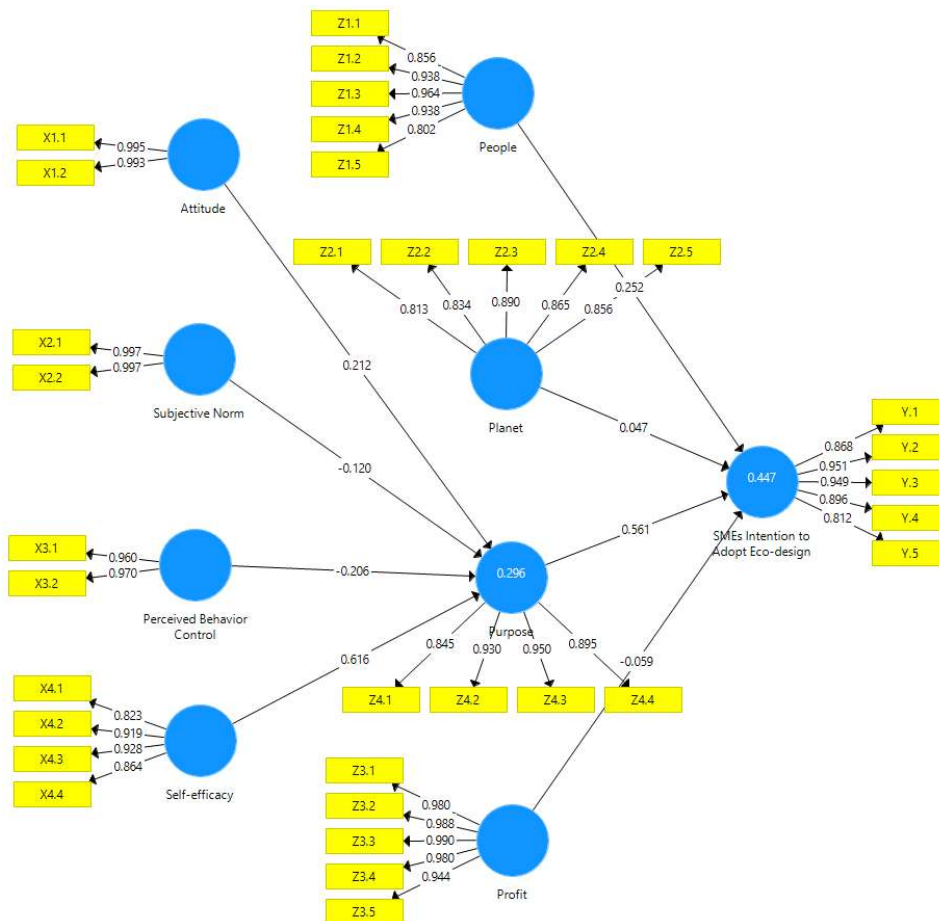 Z1.1
Z1.2
Z1.3
Z1.4
Z1.5
0.856
0.938
0.964
0.938
0.802
People
X1.1
X1.2
0.995
0.993
Attitude
Z2.1
Z2.2
Z2.3
Z2.4
Z2.5
0.813
0.834
0.890
0.865
0.856
0.252
Planet
X2.1
X2.2
0.997
0.997
Subjective Norm
0.212
-0.120
0.047
Y.1
Y.2
Y.3
Y.4
Y.5
0.868
0.951
0.949
0.896
0.812
0.447
SMEs Intention to
Adopt Eco-design
X3.1
X3.2
0.960
0.970
Perceived Behavior
Control
-0.206
0.561
0.296
Purpose
0.845
0.930
0.950
0.895
-0.059
Z4.1
Z4.2
Z4.3
Z4.4
0.616
X4.1
X4.2
X4.3
X4.4
0.823
0.919
0.928
0.864
Self-efficacy
Z3.1
Z3.2
Z3.3
Z3.4
Z3.5
0.980
0.988
0.990
0.980
0.944
Profit